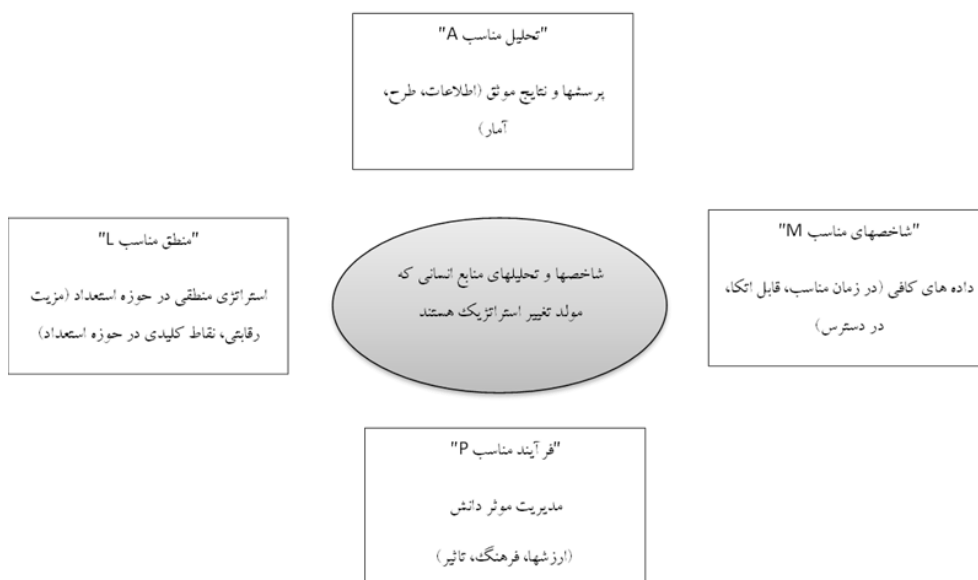 "تحلیل مناسب A"
پرسشها و نتایج موثق (اطلاعات، طرح،
آمار)
"شاخصهای مناسب M"
داده های کافی (در زمان مناسب، قابل اتکا،
در دسترس)
شاخصها و تحلیلهای منابع انسانی که
مولد تغییر استراتژیک هستند
"منطق مناسب L"
استراتژی منطقی در حوزه استعداد (مزیت
رقابتی، نقاط کلیدی در حوزه استعداد)
"فرآیند مناسب P"
مدیریت موثر دانش
(ارزشها، فرهنگ، تاثیر)